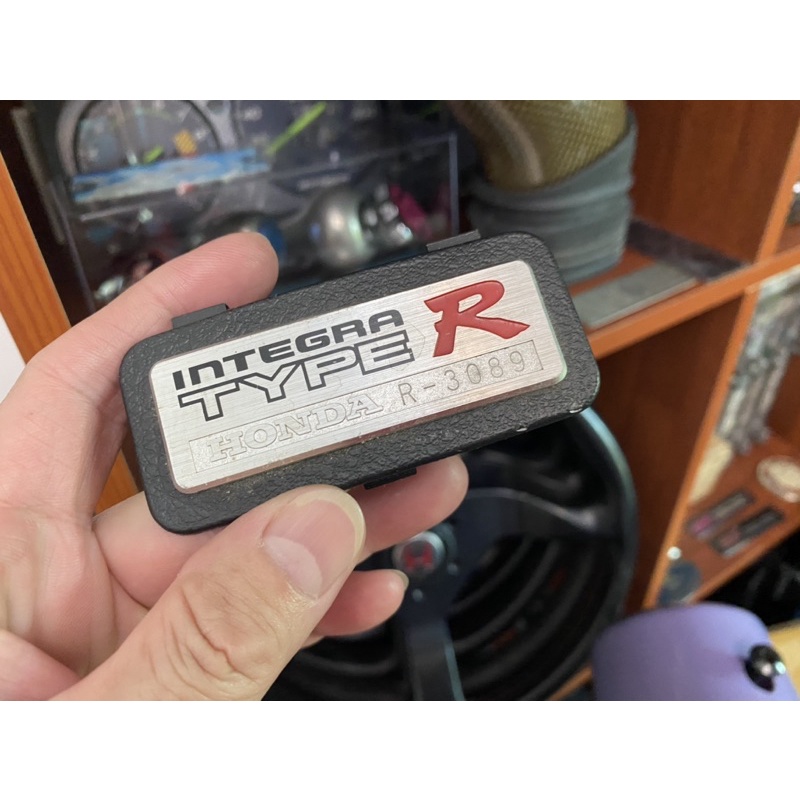 INTEGRA
TYPE R
HONDA R-3089